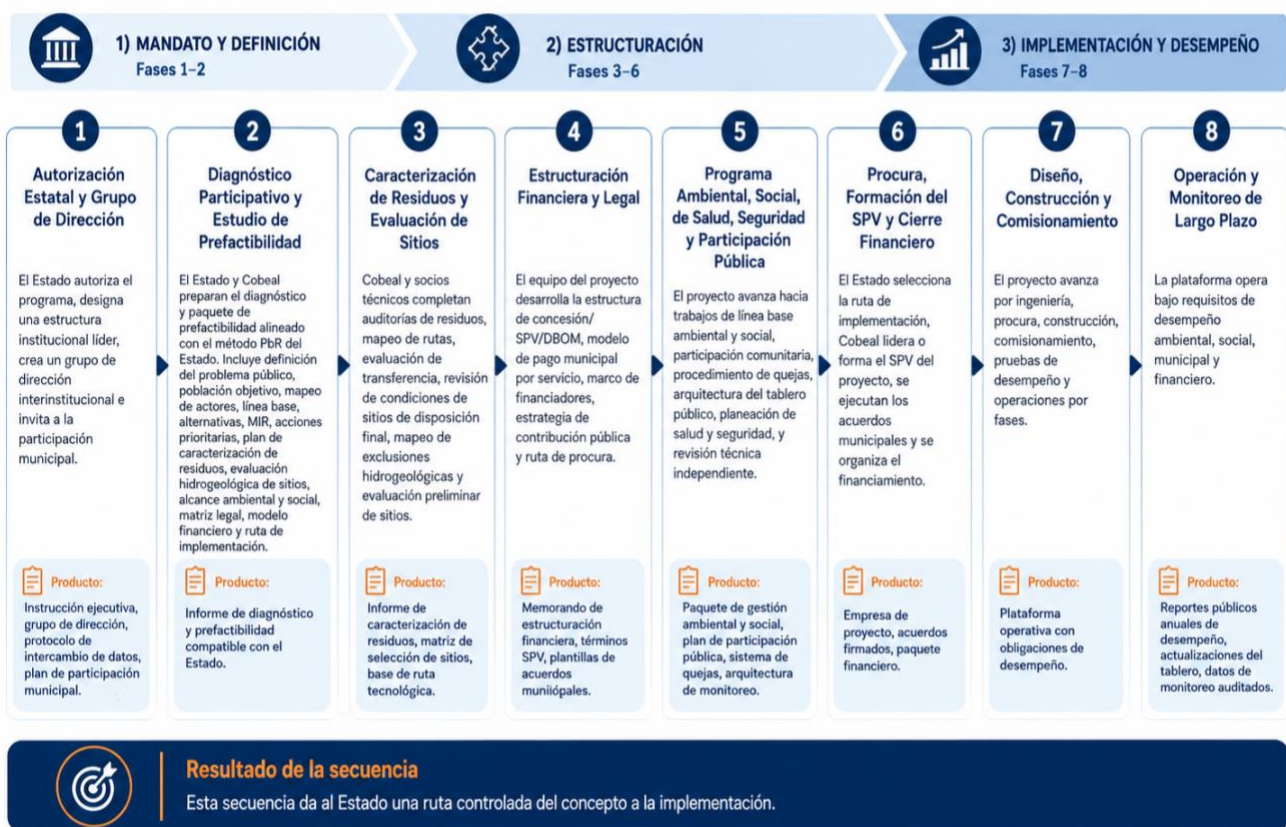 1) MANDATO Y DEFINICIÓN
Fases 1–2
2) ESTRUCTURACIÓN
Fases 3–6
3) IMPLEMENTACIÓN Y DESEMPEÑO
Fases 7–8
1
Autorización
Estatal y Grupo
de Dirección
El Estado autoriza el
programa, designa
una estructura
institucional líder,
crea un grupo de
dirección
interinstitucional e
invita a la
participación
municipal.
Producto:
Instrucción ejecutiva,
grupo de dirección,
protocolo de
intercambio de datos,
plan de participación
municipal.
2
Diagnóstico
Participativo y
Estudio de
Prefactibilidad
El Estado y Cobeal
preparan el diagnóstico
y paquete de
prefactibilidad alineado
con el método PbR del
Estado. Incluye definición
del problema público,
población objetivo, mapeo
de actores, línea base,
alternativas, MIR, acciones
prioritarias, plan de
caracterización de
residuos, evaluación
hidrogeológica de sitios,
alcance ambiental y social,
matriz legal, modelo
financiero y ruta de
implementación.
Producto:
Informe de diagnóstico
y prefactibilidad
compatible con el
Estado.
3
Caracterización
de Residuos y
Evaluación de
Sitios
Cobeal y socios
técnicos completan
auditorías de residuos,
mapeo de rutas,
evaluación de
transferencia, revisión
de condiciones de
sitios de disposición
final, mapeo de
exclusiones
hidrogeológicas y
evaluación preliminar
de sitios.
Producto:
Informe de
caracterización de
residuos, matriz de
selección de sitios,
base de ruta
tecnológica.
4
Estructuración
Financiera y Legal
El equipo del proyecto
desarrolla la estructura
de concesión/
SPV/DBOM, modelo
de pago municipal
por servicio, marco de
financiadores,
estrategia de
contribución pública
y ruta de procura.
Producto:
Memorando de
estructuración
financiera, términos
SPV, plantillas de
acuerdos
muniiópales.
5
Programa
Ambiental, Social,
de Salud, Seguridad
y Participación
Pública
El proyecto avanza hacia
trabajos de línea base
ambiental y social,
participación comunitaria,
procedimiento de quejas,
arquitectura del tablero
público, planeación de
salud y seguridad, y
revisión técnica
independiente.
Producto:
Paquete de gestión
ambiental y social,
plan de participación
pública, sistema de
quejas, arquitectura
de monitoreo.
6
Procura,
Formación del
SPV y Cierre
Financiero
El Estado selecciona
la ruta de
implementación,
Cobeal lidera o
forma el SPV del
proyecto, se
ejecutan los
acuerdos
municipales y se
organiza el
financiamiento.
Producto:
Empresa de
proyecto, acuerdos
firmados, paquete
financiero.
7
Diseño,
Construcción y
Comisionamiento
El proyecto avanza
por ingeniería,
procura, construcción,
comisionamiento,
pruebas de
desempeño y
operaciones por
fases.
Producto:
Plataforma
operativa con
obligaciones de
desempeño.
8
Operación y
Monitoreo de
Largo Plazo
La plataforma opera
bajo requisitos de
desempeño
ambiental, social,
municipal y
financiero.
Producto:
Reportes públicos
anuales de
desempeño,
actualizaciones del
tablero, datos de
monitoreo auditados.
Resultado de la secuencia
Esta secuencia da al Estado una ruta controlada del concepto a la implementación.